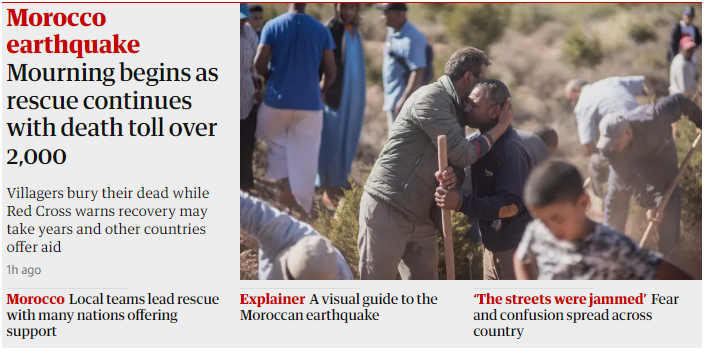 Morocco
earthquake
Mourning begins as
rescue continues
with death toll over
2,000
Villagers bury their dead while
Red Cross warns recovery may
take years and other countries
offer aid
1h ago
Morocco Local teams lead rescue
with many nations offering
support
Explainer A visual guide to the
Moroccan earthquake
‘The streets were jammed’ Fear
and confusion spread across
country